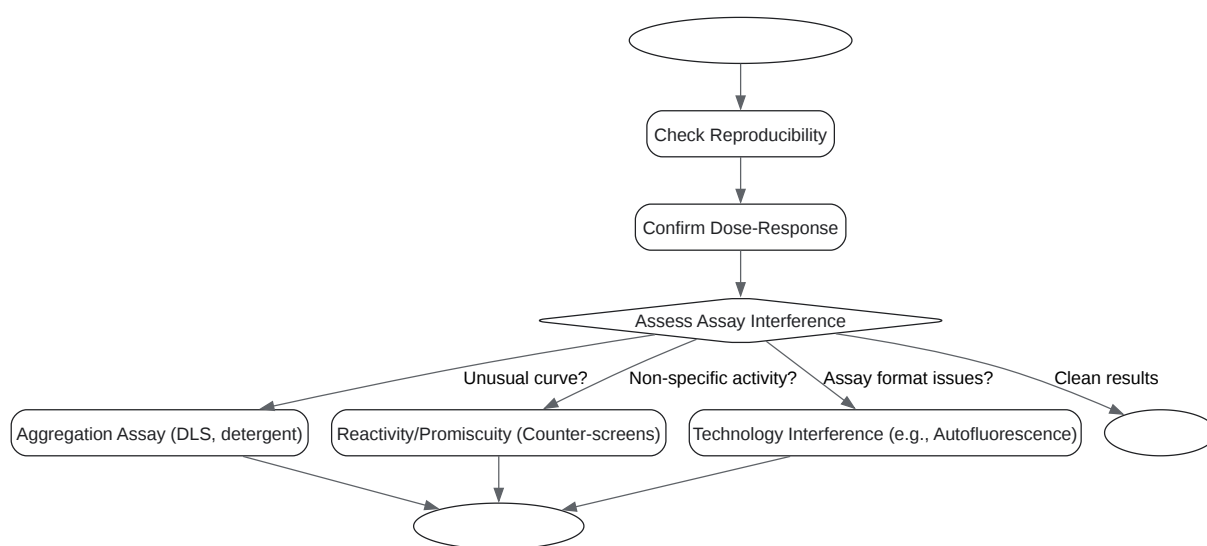 Check Reproducibility
Confirm Dose-Response
Assess Assay Interference
Unusual curve?
Non-specific activity?
Assay format issues?
Clean results
Aggregation Assay (DLS, detergent)
Reactivity/Promiscuity (Counter-screens)
Technology Interference (e.g., Autofluorescence)